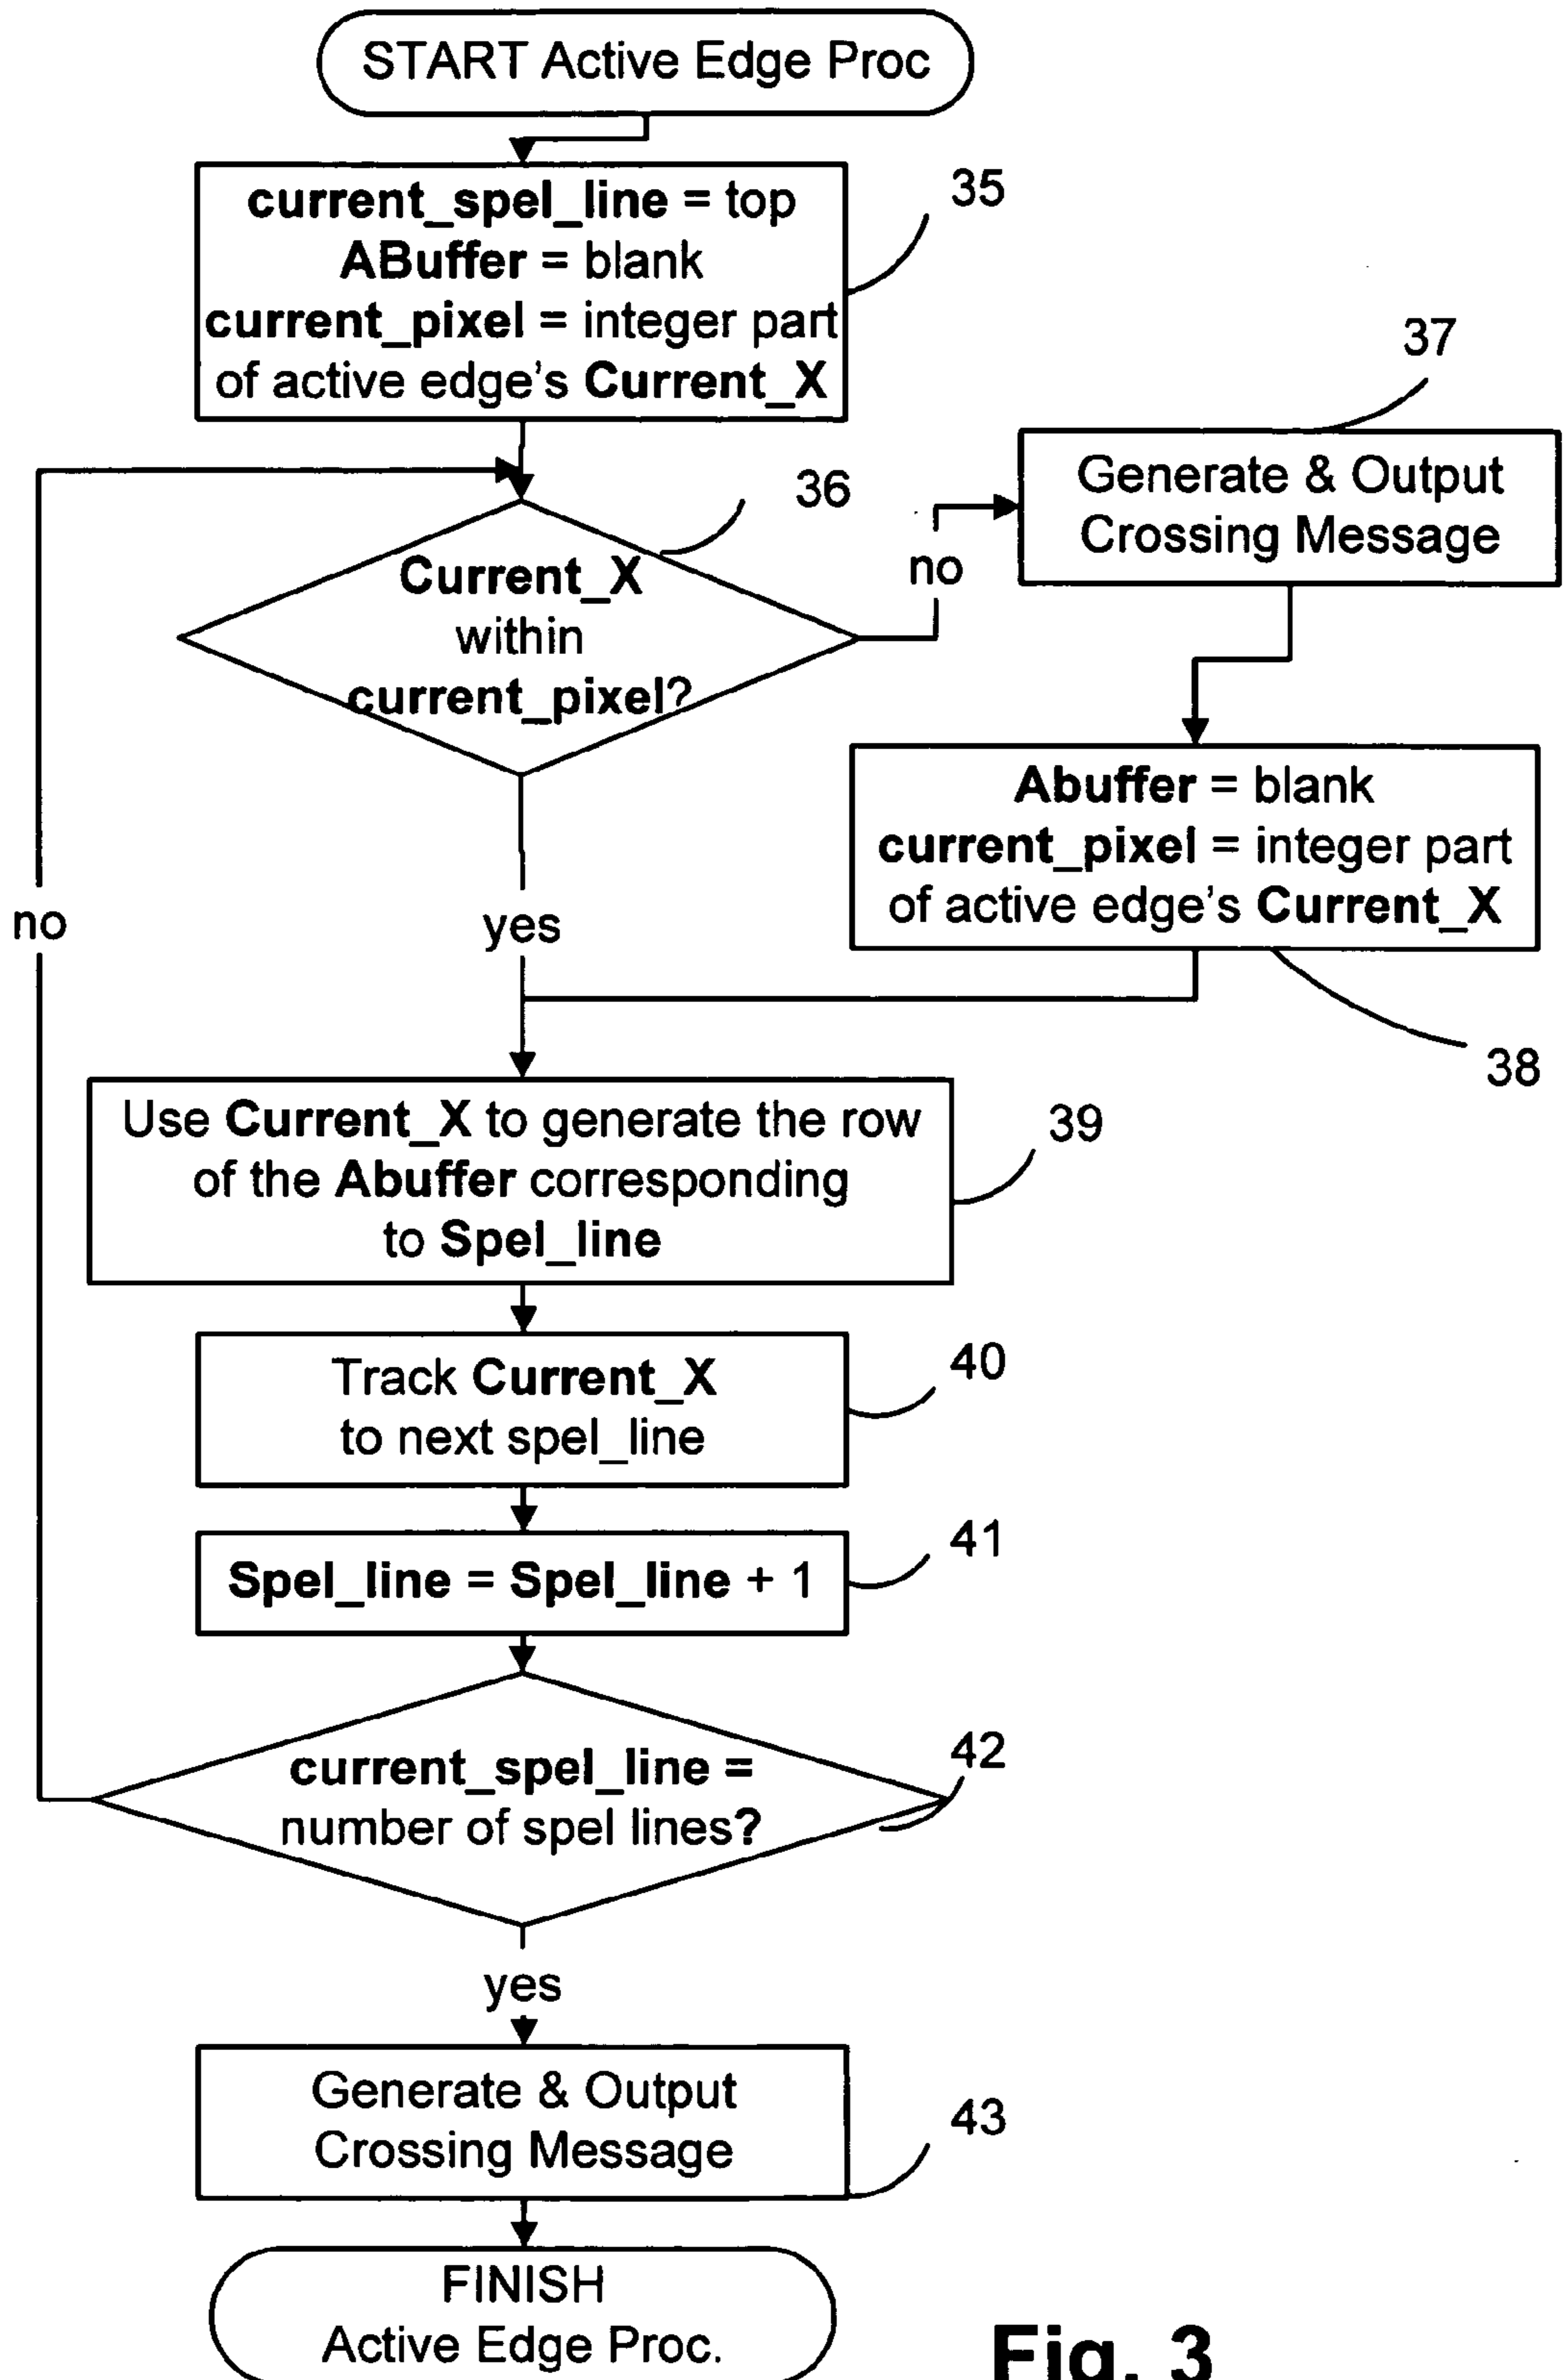 START Active Edge Proc
current_spel_line = top
ABuffer = blank
current_pixel = integer part
of active edge's Current_X
35
36
Current_X
within
current_pixel?
no
37
Generate & Output
Crossing Message
Abuffer = blank
current_pixel = integer part
of active edge's Current_X
38
no
yes
Use Current_X to generate the row
of the Abuffer corresponding
to Spel_line
39
Track Current_X
to next spel_line
40
Spel_line = Spel_line + 1
41
current_spel_line =
number of spel lines?
42
yes
Generate & Output
Crossing Message
43
FINISH
Active Edge Proc.
Fig. 3